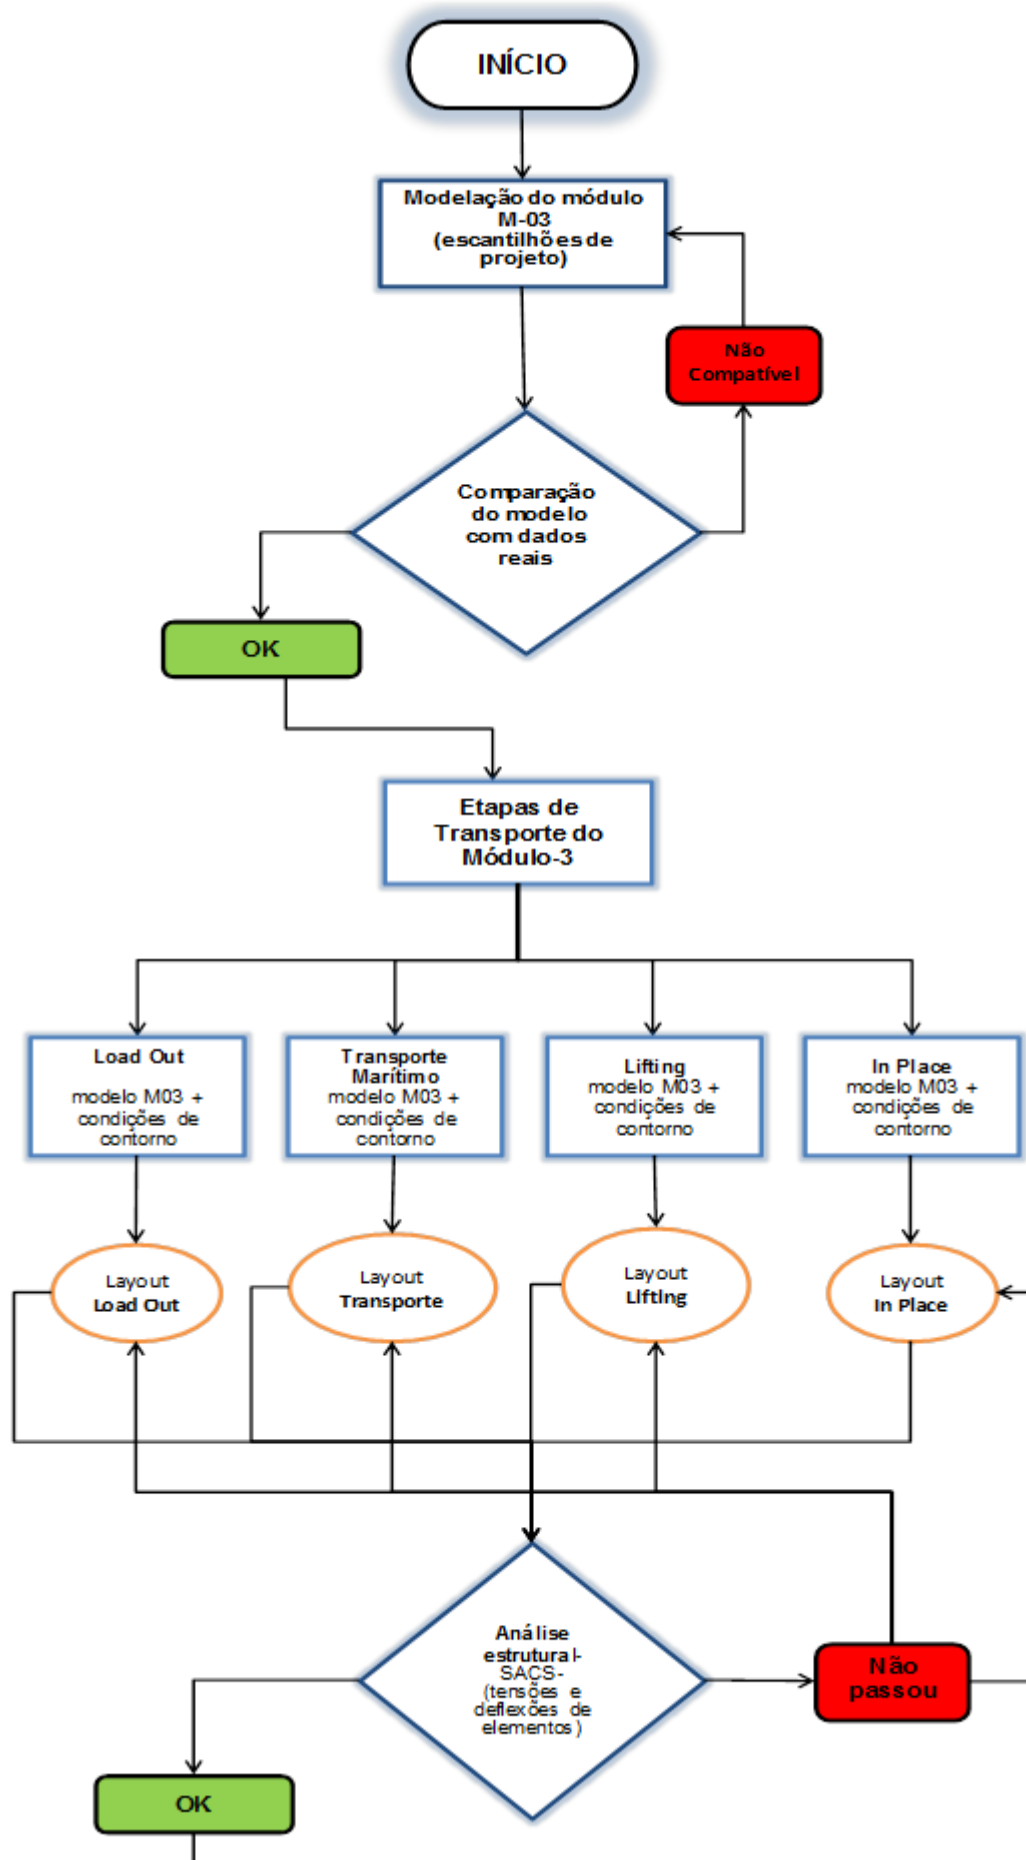 INÍCIO
Modelação do módulo
M-03
(escantilhões de
projeto)
Não
Compatível
Comparação
do modelo
com dados
reais
OK
Etapas de
Transporte do
Módulo-3
Load Out
modelo M03 +
condições de
contorno
Transporte
Marítimo
modelo M03 +
condições de
contorno
Lifting
modelo M03 +
condições de
contorno
In Place
modelo M03 +
condições de
contorno
Layout
Load Out
Layout
Transporte
Layout
Lifting
Layout
In Place
Análise
estrutural-
SACS-
(tensões e
deflexões de
elementos)
Não
passou
OK